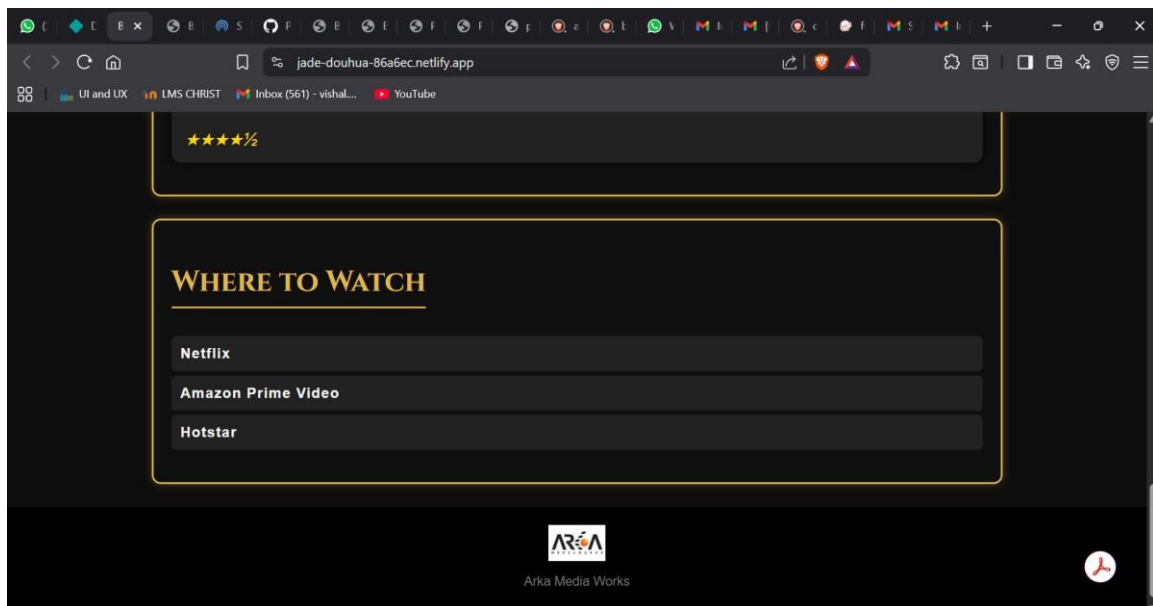 jade-douhua-86a6ec.netlify.app
UI and UX LMS CHRIST Inbox (561) - vishal.... YouTube
★★★★½
WHERE TO WATCH
Netflix
Amazon Prime Video
Hotstar
ARKA
Arka Media Works